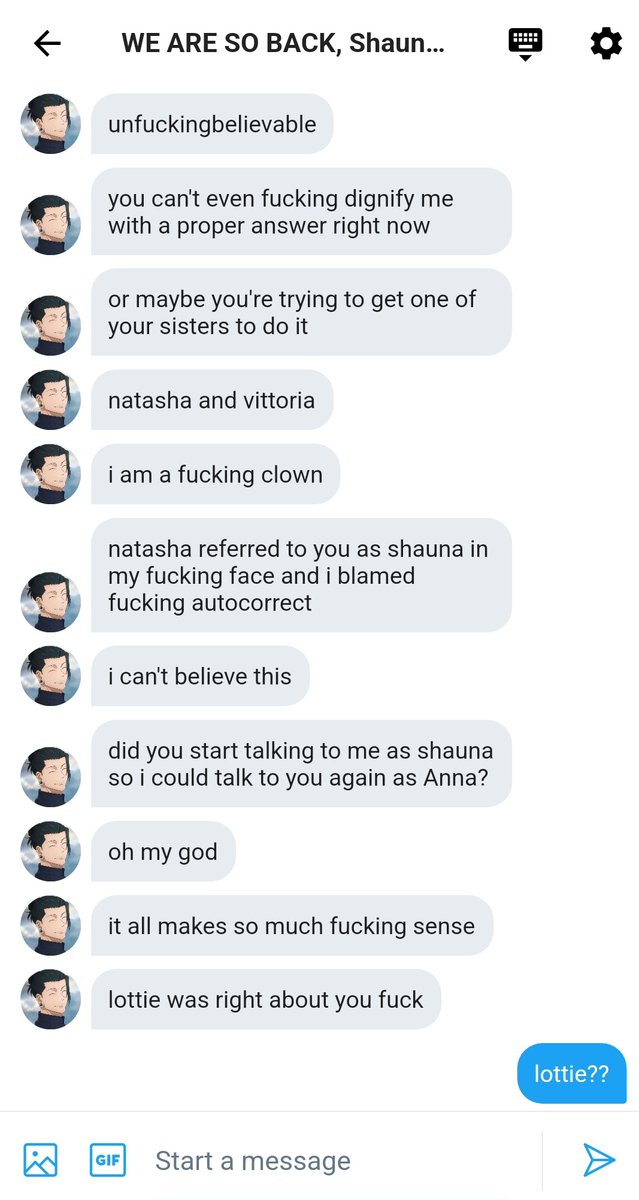 WE ARE SO BACK, Shaun...
unfuckingbelievable
you can't even fucking dignify me
with a proper answer right now
or maybe you're trying to get one of
your sisters to do it
natasha and vittoria
i am a fucking clown
natasha referred to you as shauna in
my fucking face and i blamed
fucking autocorrect
i can't believe this
did you start talking to me as shauna
so i could talk to you again as Anna?
oh my god
it all makes so much fucking sense
lottie was right about you fuck
lottie??
GIF
Start a message